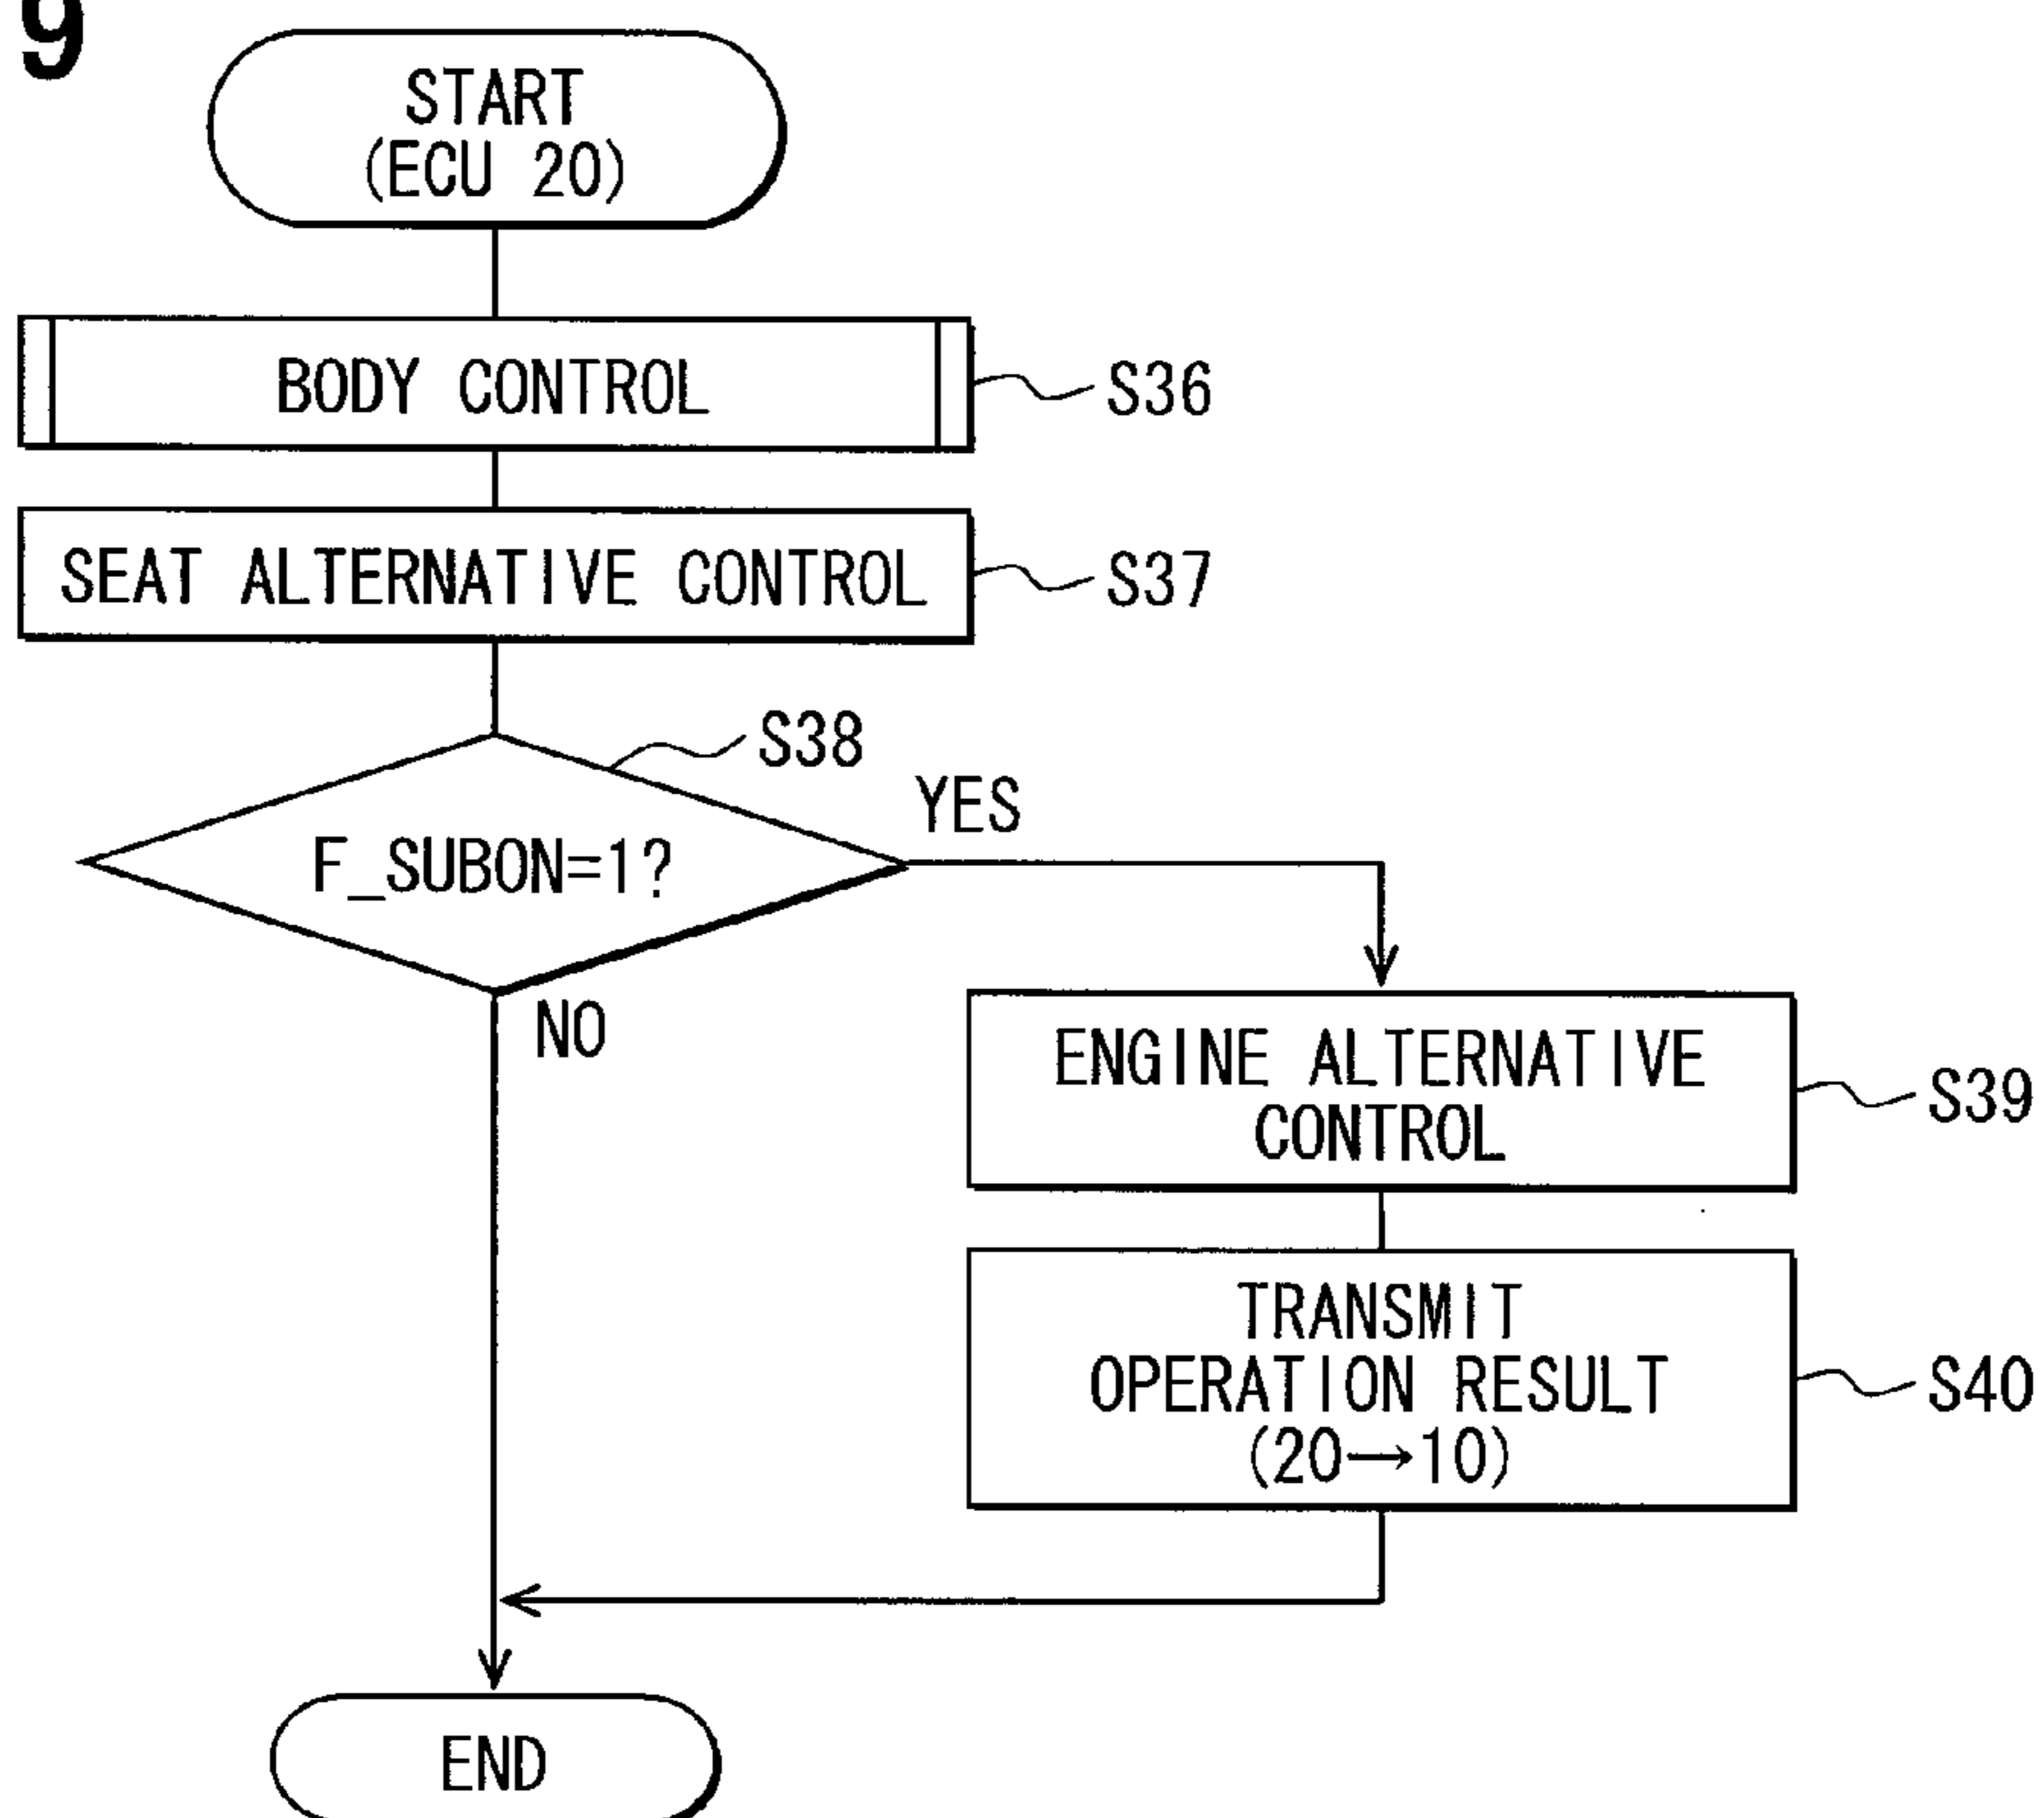 9
START
(ECU 20)
BODY CONTROL
S36
SEAT ALTERNATIVE CONTROL
S37
S38
F_SUBON=1?
YES
NO
ENGINE ALTERNATIVE
CONTROL
S39
TRANSMIT
OPERATION RESULT
(20→10)
S40
END